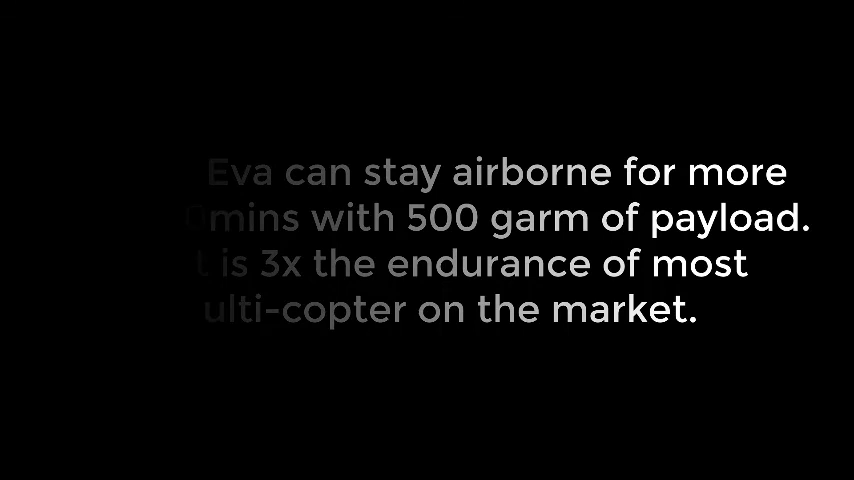 Eva can stay airborne for more
0mins with 500 garm of payload.
t is 3x the endurance of most
ulti-copter on the market.